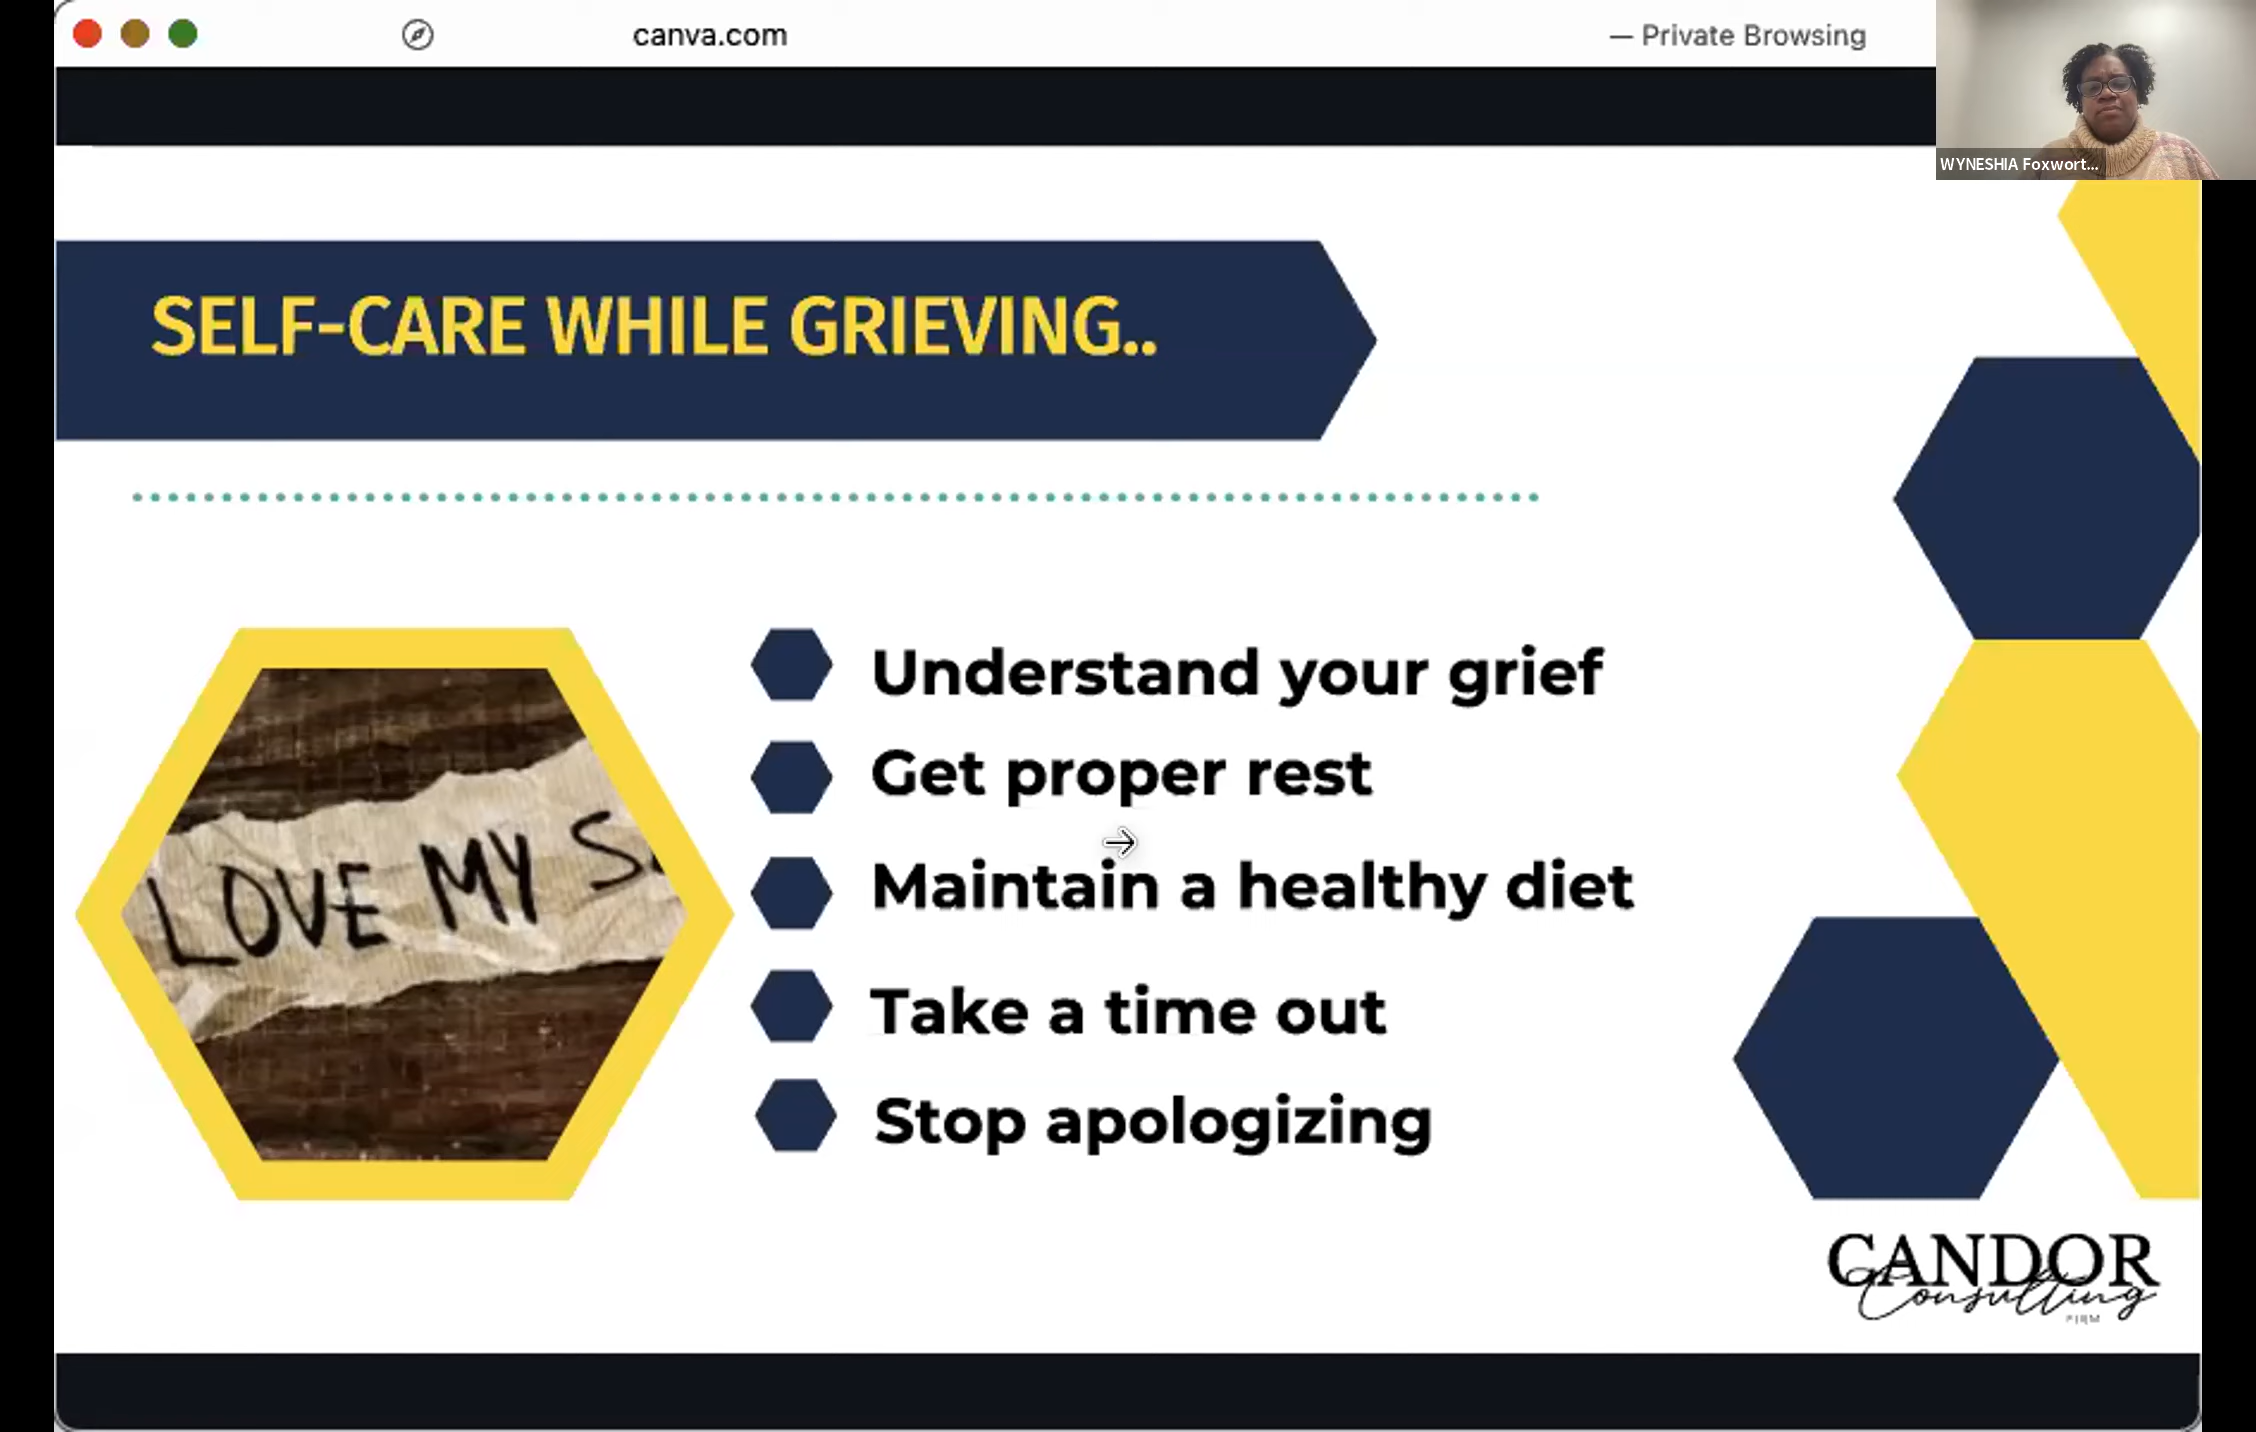 canva.com
— Private Browsing
WYNESHIA Foxwort...
SELF-CARE WHILE GRIEVING..
LOVE MY S
Understand your grief
Get proper rest
Maintain a healthy diet
Take a time out
Stop apologizing
CANDOR
Consulting
FIRM